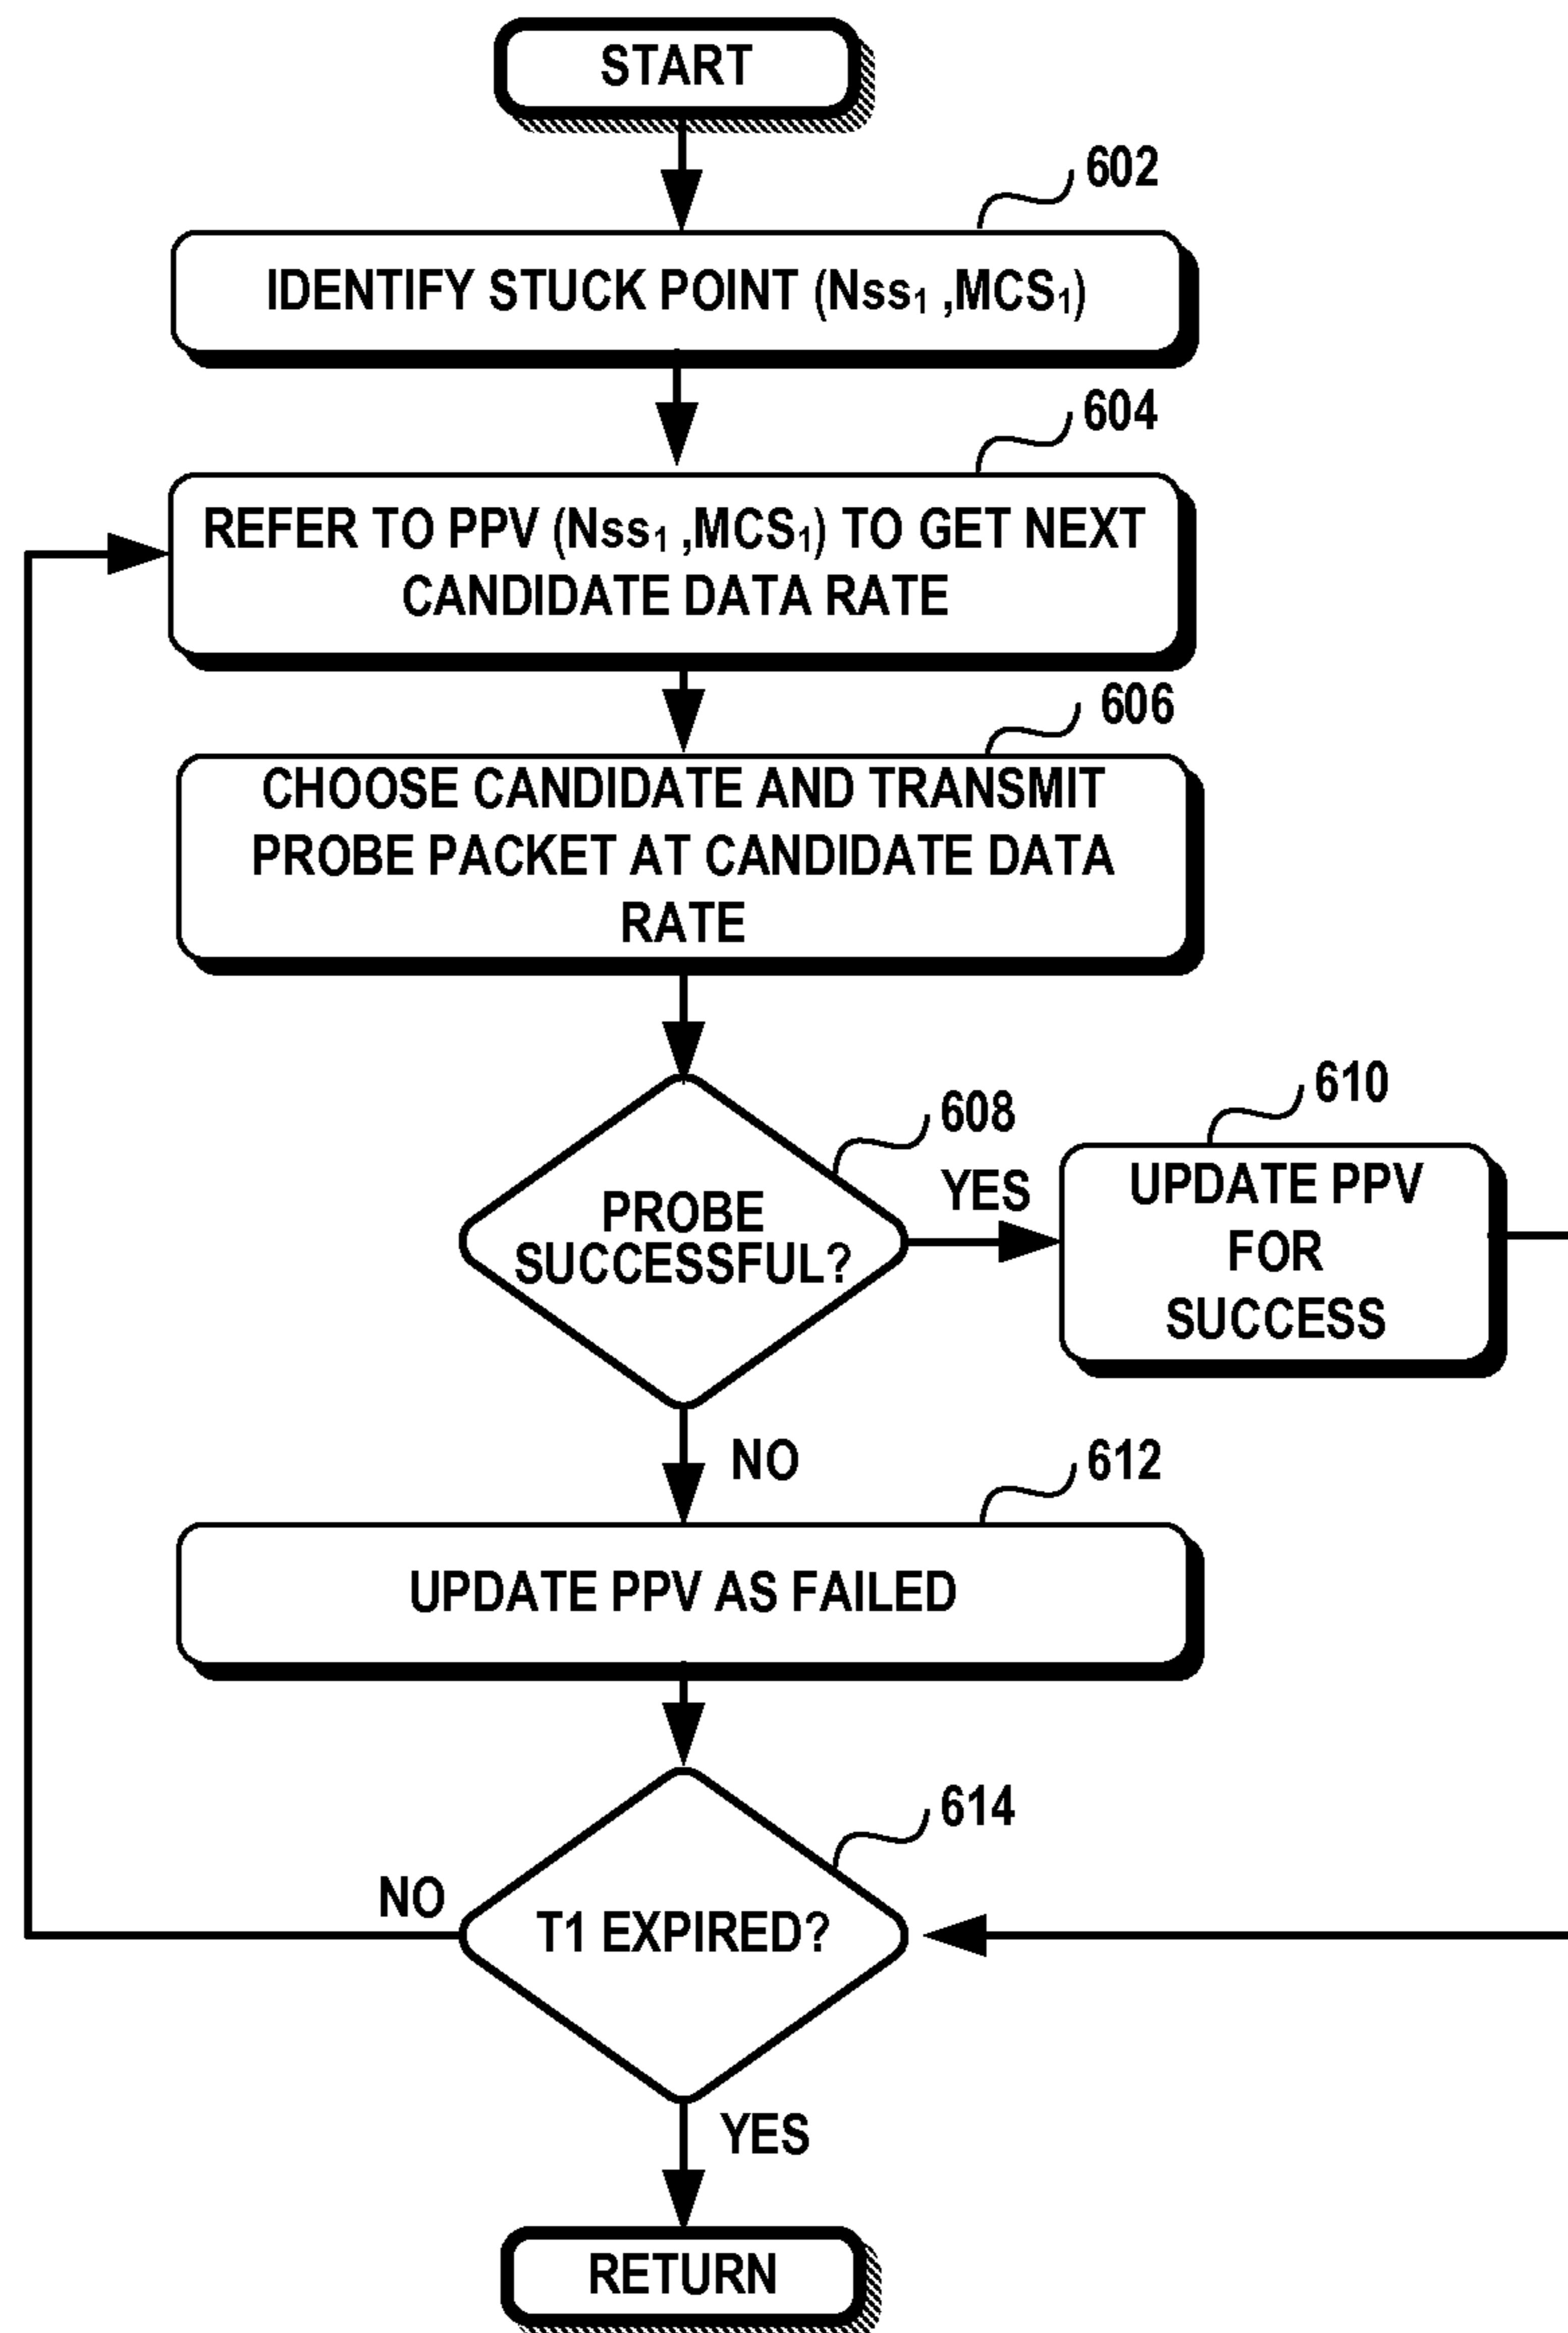 START
602
IDENTIFY STUCK POINT (Nss₁ ,MCS₁)
604
REFER TO PPV (Nss₁ ,MCS₁) TO GET NEXT
CANDIDATE DATA RATE
606
CHOOSE CANDIDATE AND TRANSMIT
PROBE PACKET AT CANDIDATE DATA
RATE
608
PROBE
SUCCESSFUL?
YES
610
UPDATE PPV
FOR
SUCCESS
NO
612
UPDATE PPV AS FAILED
614
T1 EXPIRED?
NO
YES
RETURN